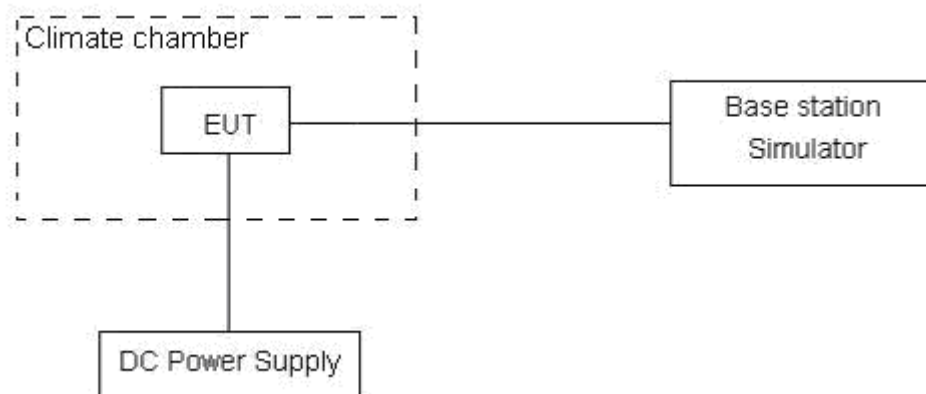 Climate chamber
EUT
Base station
Simulator
DC Power Supply